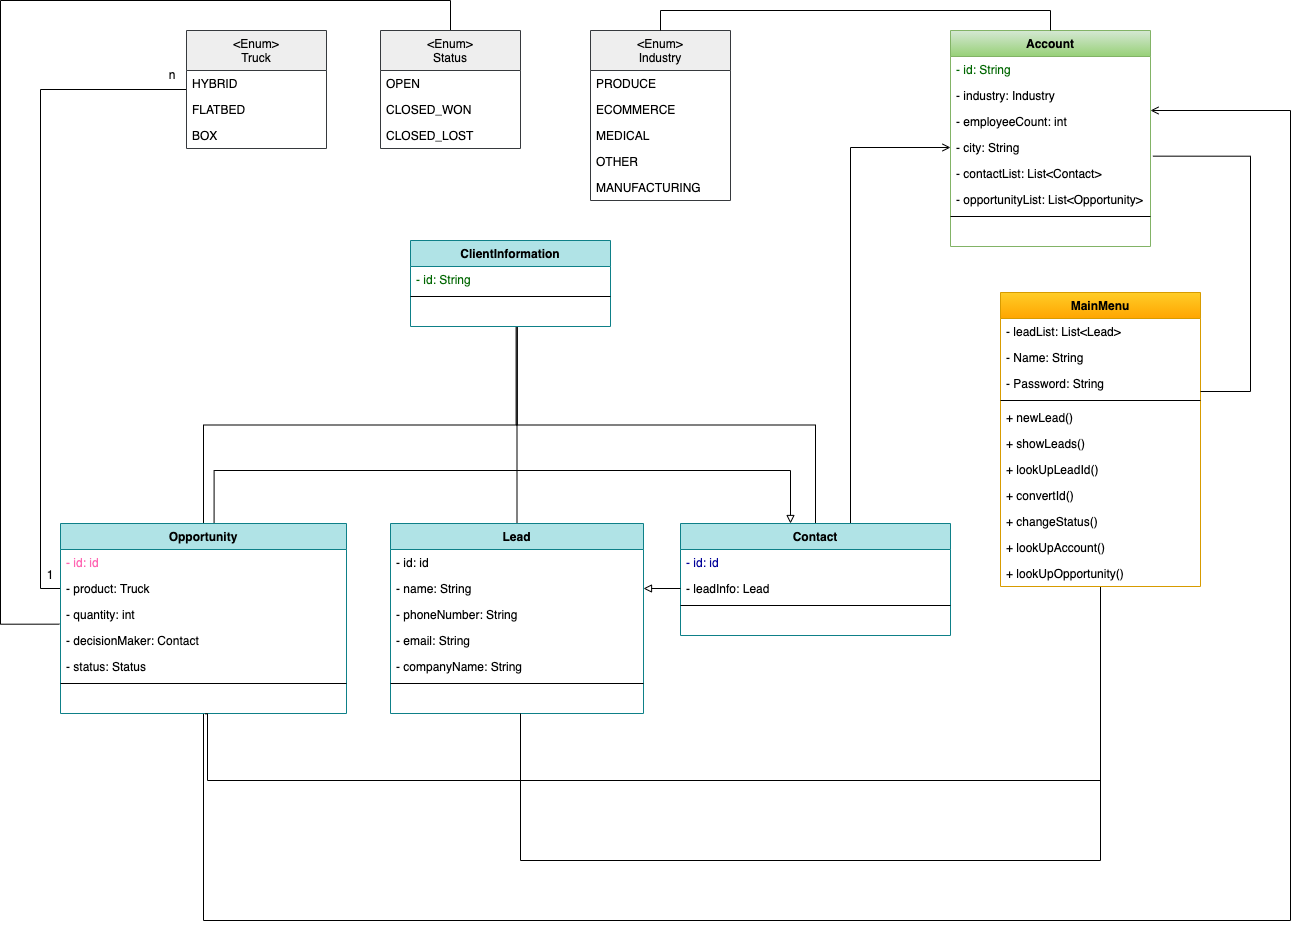 <Enum>
Truck
HYBRID
FLATBED
BOX
n
1
<Enum>
Status
OPEN
CLOSED_WON
CLOSED_LOST
<Enum>
Industry
PRODUCE
ECOMMERCE
MEDICAL
OTHER
MANUFACTURING
Account
- id: String
- industry: Industry
- employeeCount: int
- city: String
- contactList: List<Contact>
- opportunityList: List<Opportunity>
ClientInformation
- id: String
MainMenu
- leadList: List<Lead>
- Name: String
- Password: String
+ newLead()
+ showLeads()
+ lookUpLeadId()
+ convertId()
+ changeStatus()
+ lookUpAccount()
+ lookUpOpportunity()
Opportunity
- id: id
- product: Truck
- quantity: int
- decisionMaker: Contact
- status: Status
Lead
- id: id
- name: String
- phoneNumber: String
- email: String
- companyName: String
Contact
- id: id
- leadInfo: Lead